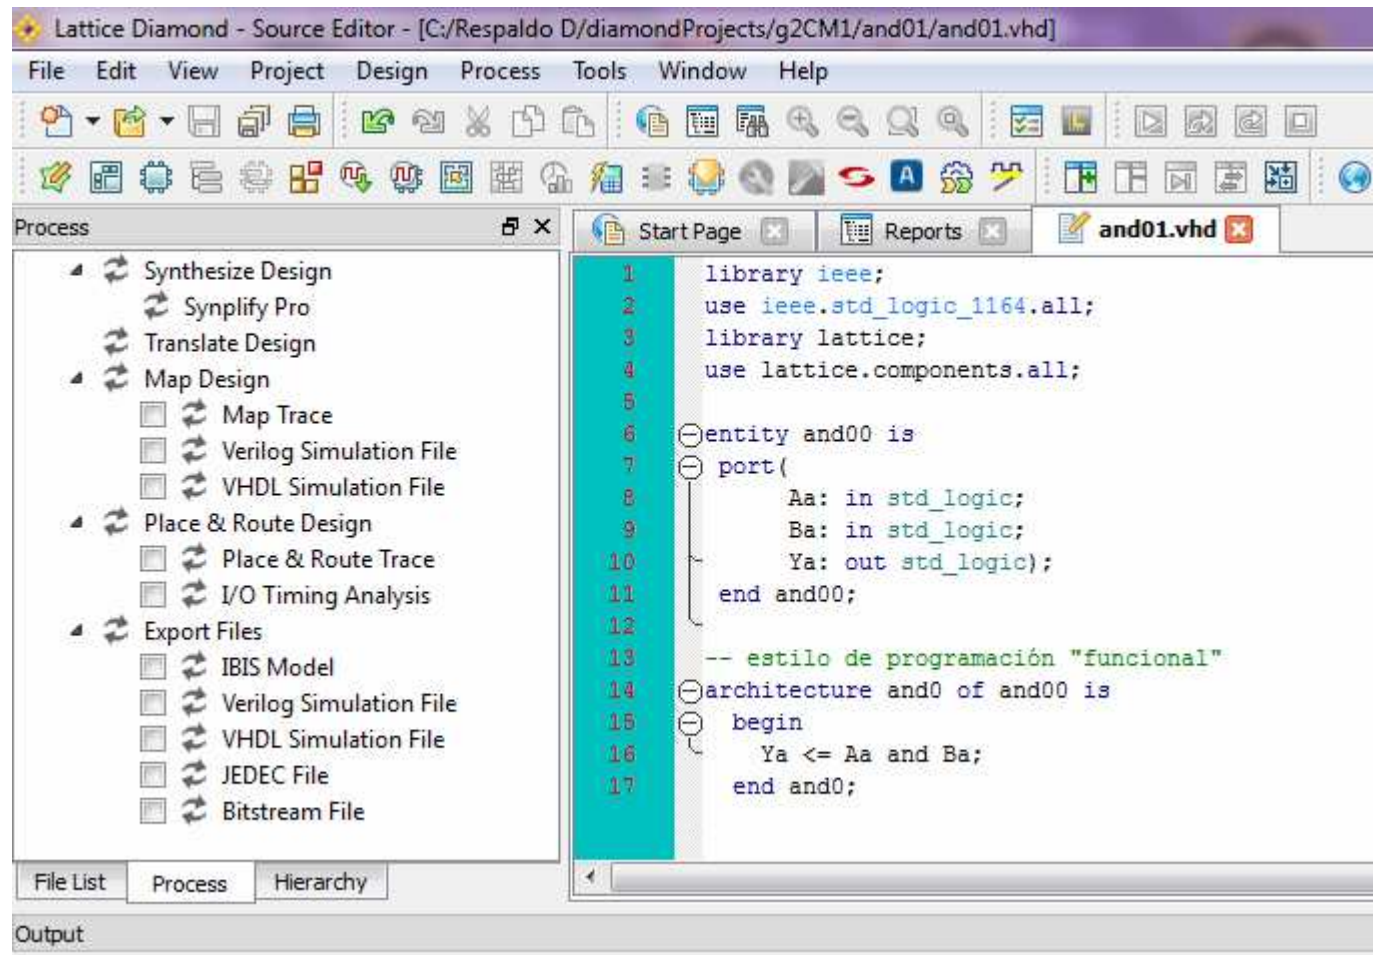 Lattice Diamond - Source Editor - [C:/Respaldo D/diamondProjects/g2CM1/and01/and01.vhd]
File Edit View Project Design Process Tools Window Help
Process
Start Page Reports and01.vhd
Synthesize Design
Synplify Pro
Translate Design
Map Design
Map Trace
Verilog Simulation File
VHDL Simulation File
Place & Route Design
Place & Route Trace
I/O Timing Analysis
Export Files
IBIS Model
Verilog Simulation File
VHDL Simulation File
JEDEC File
Bitstream File
File List Process Hierarchy
1 library ieee;
2 use ieee.std_logic_1164.all;
3 library lattice;
4 use lattice.components.all;
5
6 entity and00 is
7 port(
8 Aa: in std_logic;
9 Ba: in std_logic;
10 Ya: out std_logic);
11 end and00;
12
13 -- estilo de programación "funcional"
14 architecture and0 of and00 is
15 begin
16 Ya <= Aa and Ba;
17 end and0;
Output